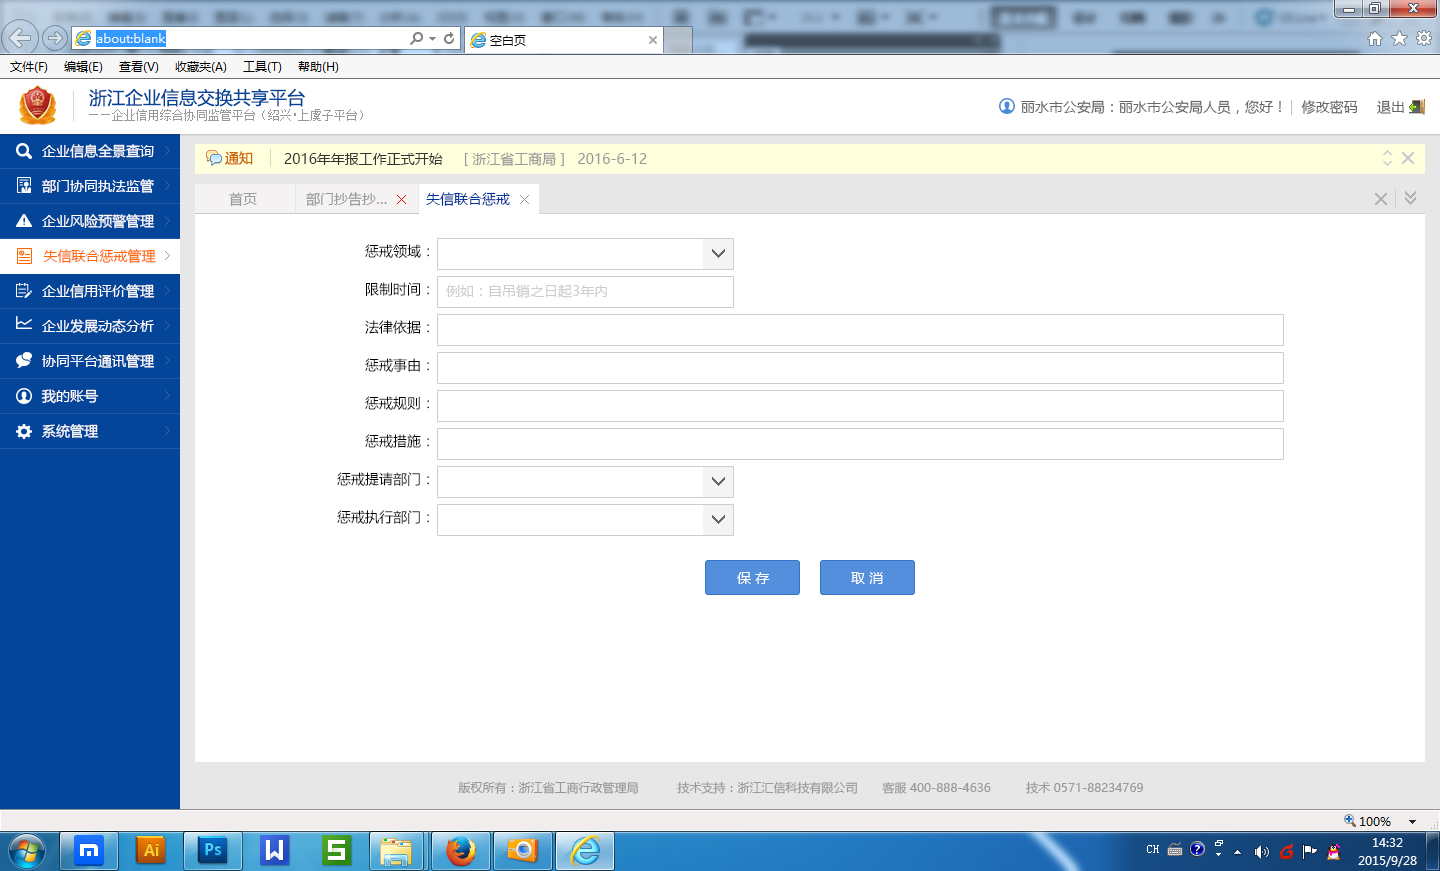 about:blank
空白页
文件(F) 编辑(E) 查看(V) 收藏夹(A) 工具(T) 帮助(H)
浙江企业信息交换共享平台
——企业信用综合协同监管平台（绍兴·上虞子平台）
丽水市公安局：丽水市公安局人员，您好！ 修改密码 退出
企业信息全景查询
部门协同执法监管
企业风险预警管理
失信联合惩戒管理
企业信用评价管理
企业发展动态分析
协同平台通讯管理
我的账号
系统管理
通知 2016年年报工作正式开始 [ 浙江省工商局 ] 2016-6-12
首页 部门抄告抄... 失信联合惩戒
惩戒领域：
限制时间： 例如：自吊销之日起3年内
法律依据：
惩戒事由：
惩戒规则：
惩戒措施：
惩戒提请部门：
惩戒执行部门：
保 存 取 消
版权所有：浙江省工商行政管理局 技术支持：浙江汇信科技有限公司 客服 400-888-4636 技术 0571-88234769
100%
m Ai Ps W S
CH
14:32
2015/9/28